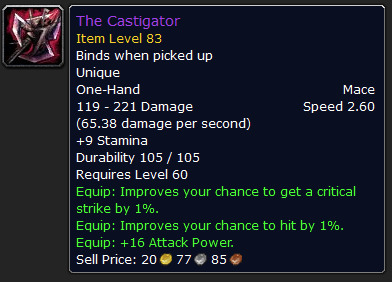 The Castigator
Item Level 83
Binds when picked up
Unique
One-Hand Mace
119 - 221 Damage Speed 2.60
(65.38 damage per second)
+9 Stamina
Durability 105 / 105
Requires Level 60
Equip: Improves your chance to get a critical
strike by 1%.
Equip: Improves your chance to hit by 1%.
Equip: +16 Attack Power.
Sell Price: 20 77 85